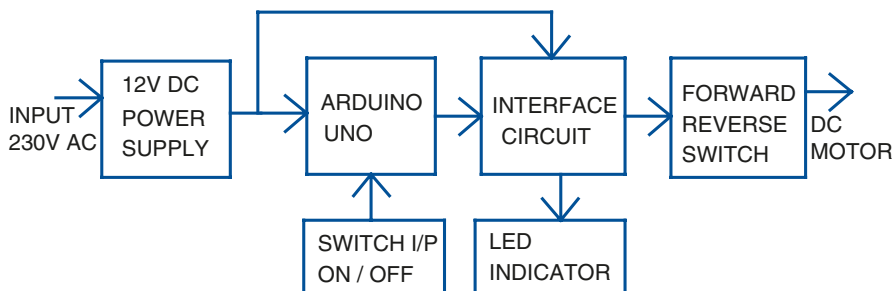 INPUT
230V AC
12V DC
POWER
SUPPLY
ARDUINO
UNO
INTERFACE
CIRCUIT
FORWARD
REVERSE
SWITCH
DC
MOTOR
SWITCH I/P
ON / OFF
LED
INDICATOR